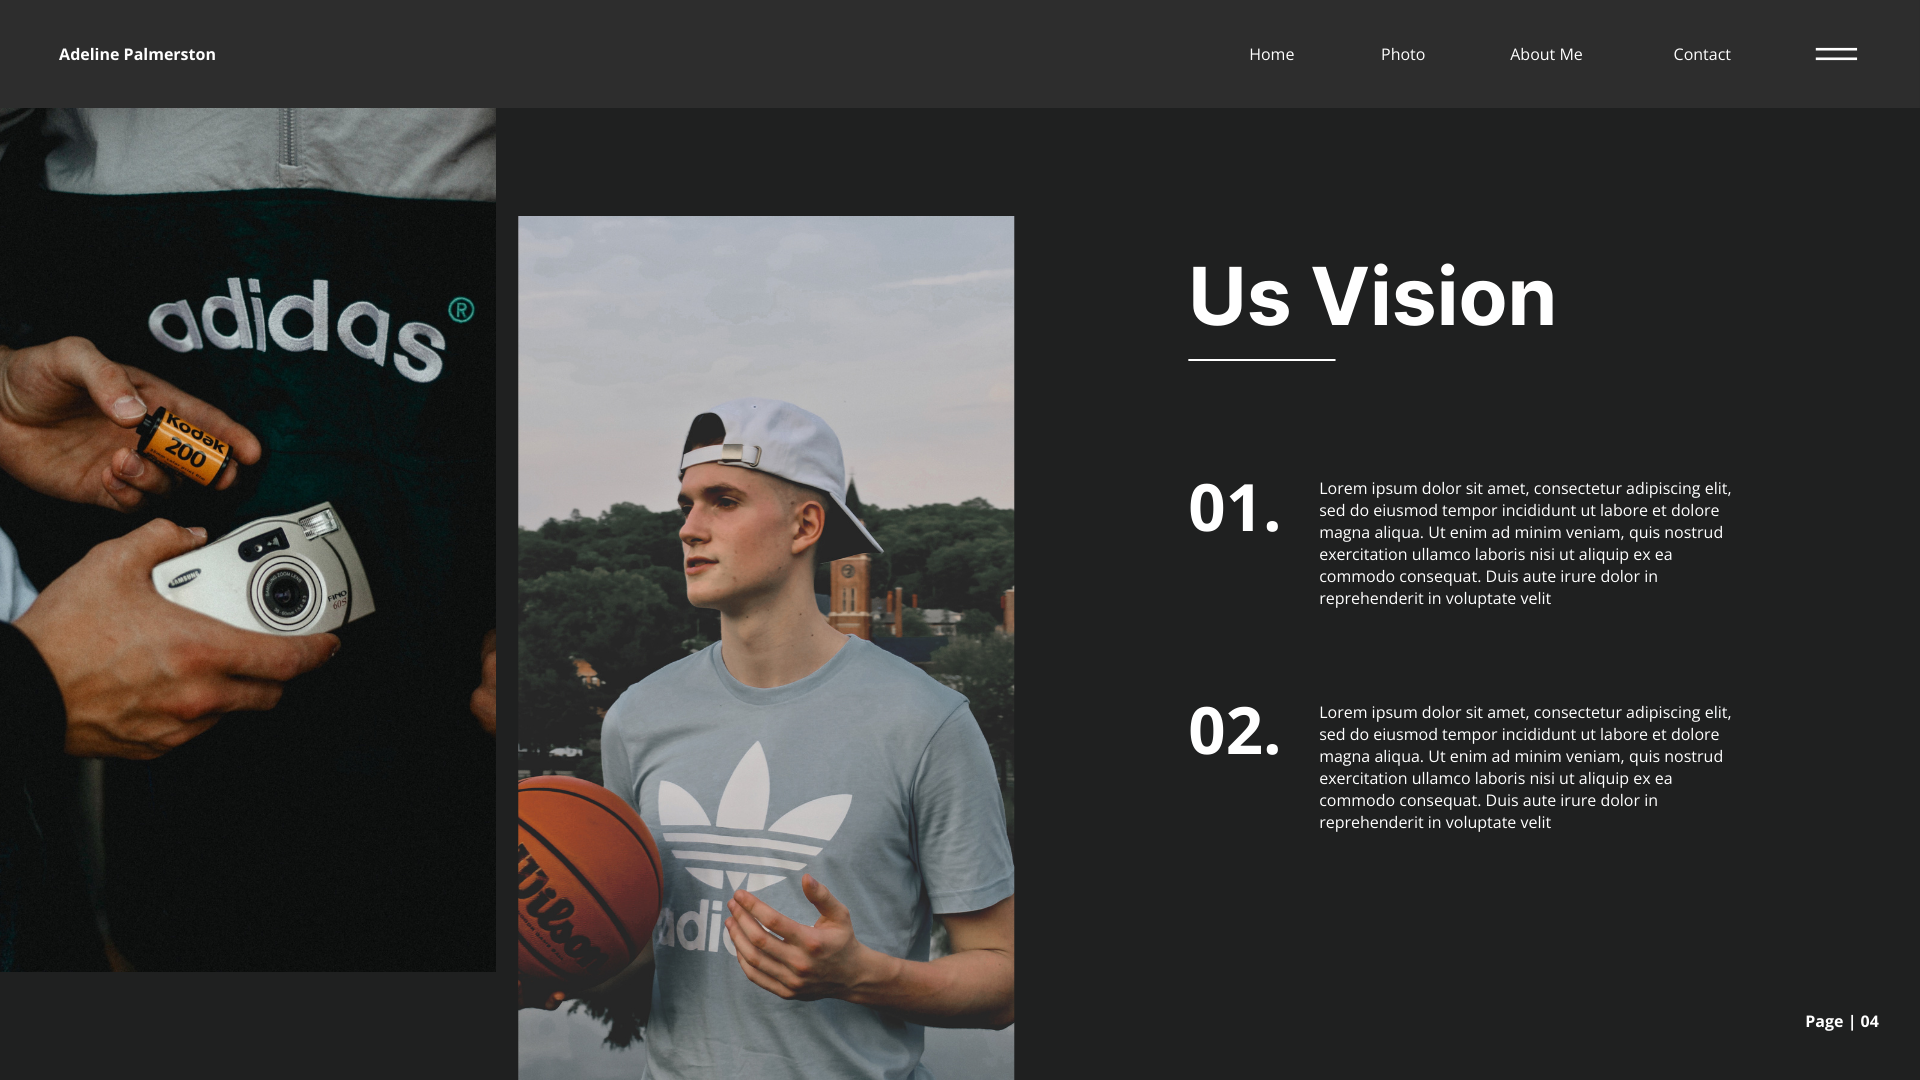 Adeline Palmerston
Home
Photo
About Me
Contact
adidas®
Kodak
200
SAMSUNG
FINO
60S
Wilson
adi
Us Vision
01.
Lorem ipsum dolor sit amet, consectetur adipiscing elit,
sed do eiusmod tempor incididunt ut labore et dolore
magna aliqua. Ut enim ad minim veniam, quis nostrud
exercitation ullamco laboris nisi ut aliquip ex ea
commodo consequat. Duis aute irure dolor in
reprehenderit in voluptate velit
02.
Lorem ipsum dolor sit amet, consectetur adipiscing elit,
sed do eiusmod tempor incididunt ut labore et dolore
magna aliqua. Ut enim ad minim veniam, quis nostrud
exercitation ullamco laboris nisi ut aliquip ex ea
commodo consequat. Duis aute irure dolor in
reprehenderit in voluptate velit
Page | 04